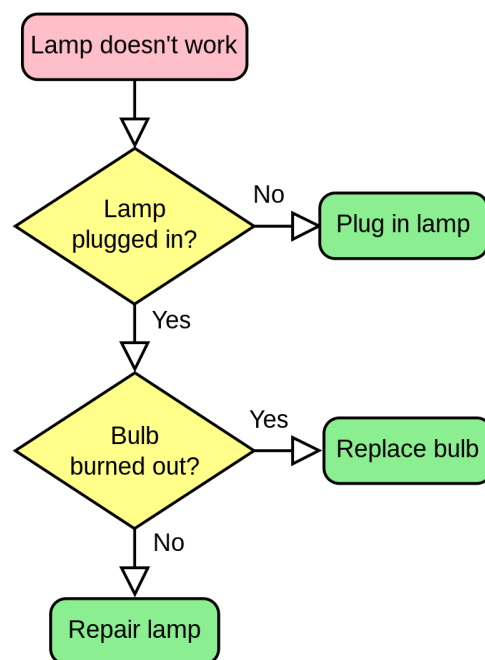 Lamp doesn't work
Lamp
plugged in?
No
Plug in lamp
Yes
Bulb
burned out?
Yes
Replace bulb
No
Repair lamp